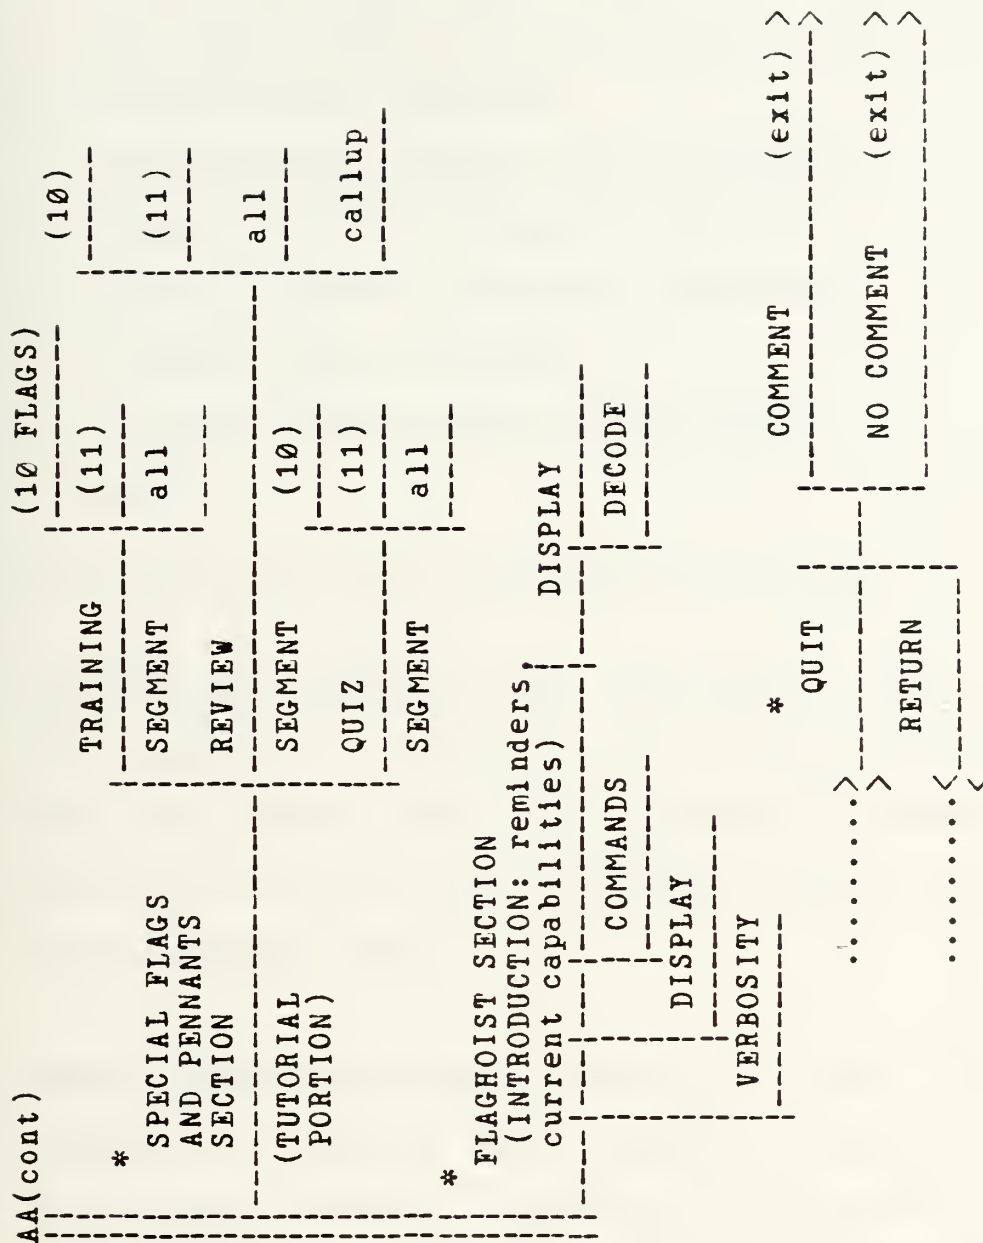 AA(cont)
(10 FLAGS)
(10)
TRAINING
(11)
*
SPECIAL FLAGS
AND PENNANTS
SECTION
SEGMENT
all
(11)
REVIEW
(TUTORIAL
PORTION)
SEGMENT
(10)
all
QUIZ
(11)
callup
SEGMENT
all
*
FLAGHOIST SECTION
(INTRODUCTION: reminders
current capabilities)
DISPLAY
COMMANDS
DECODE
DISPLAY
VERBOSITY
*
QUIT
COMMENT
(exit)
RETURN
NO COMMENT
(exit)